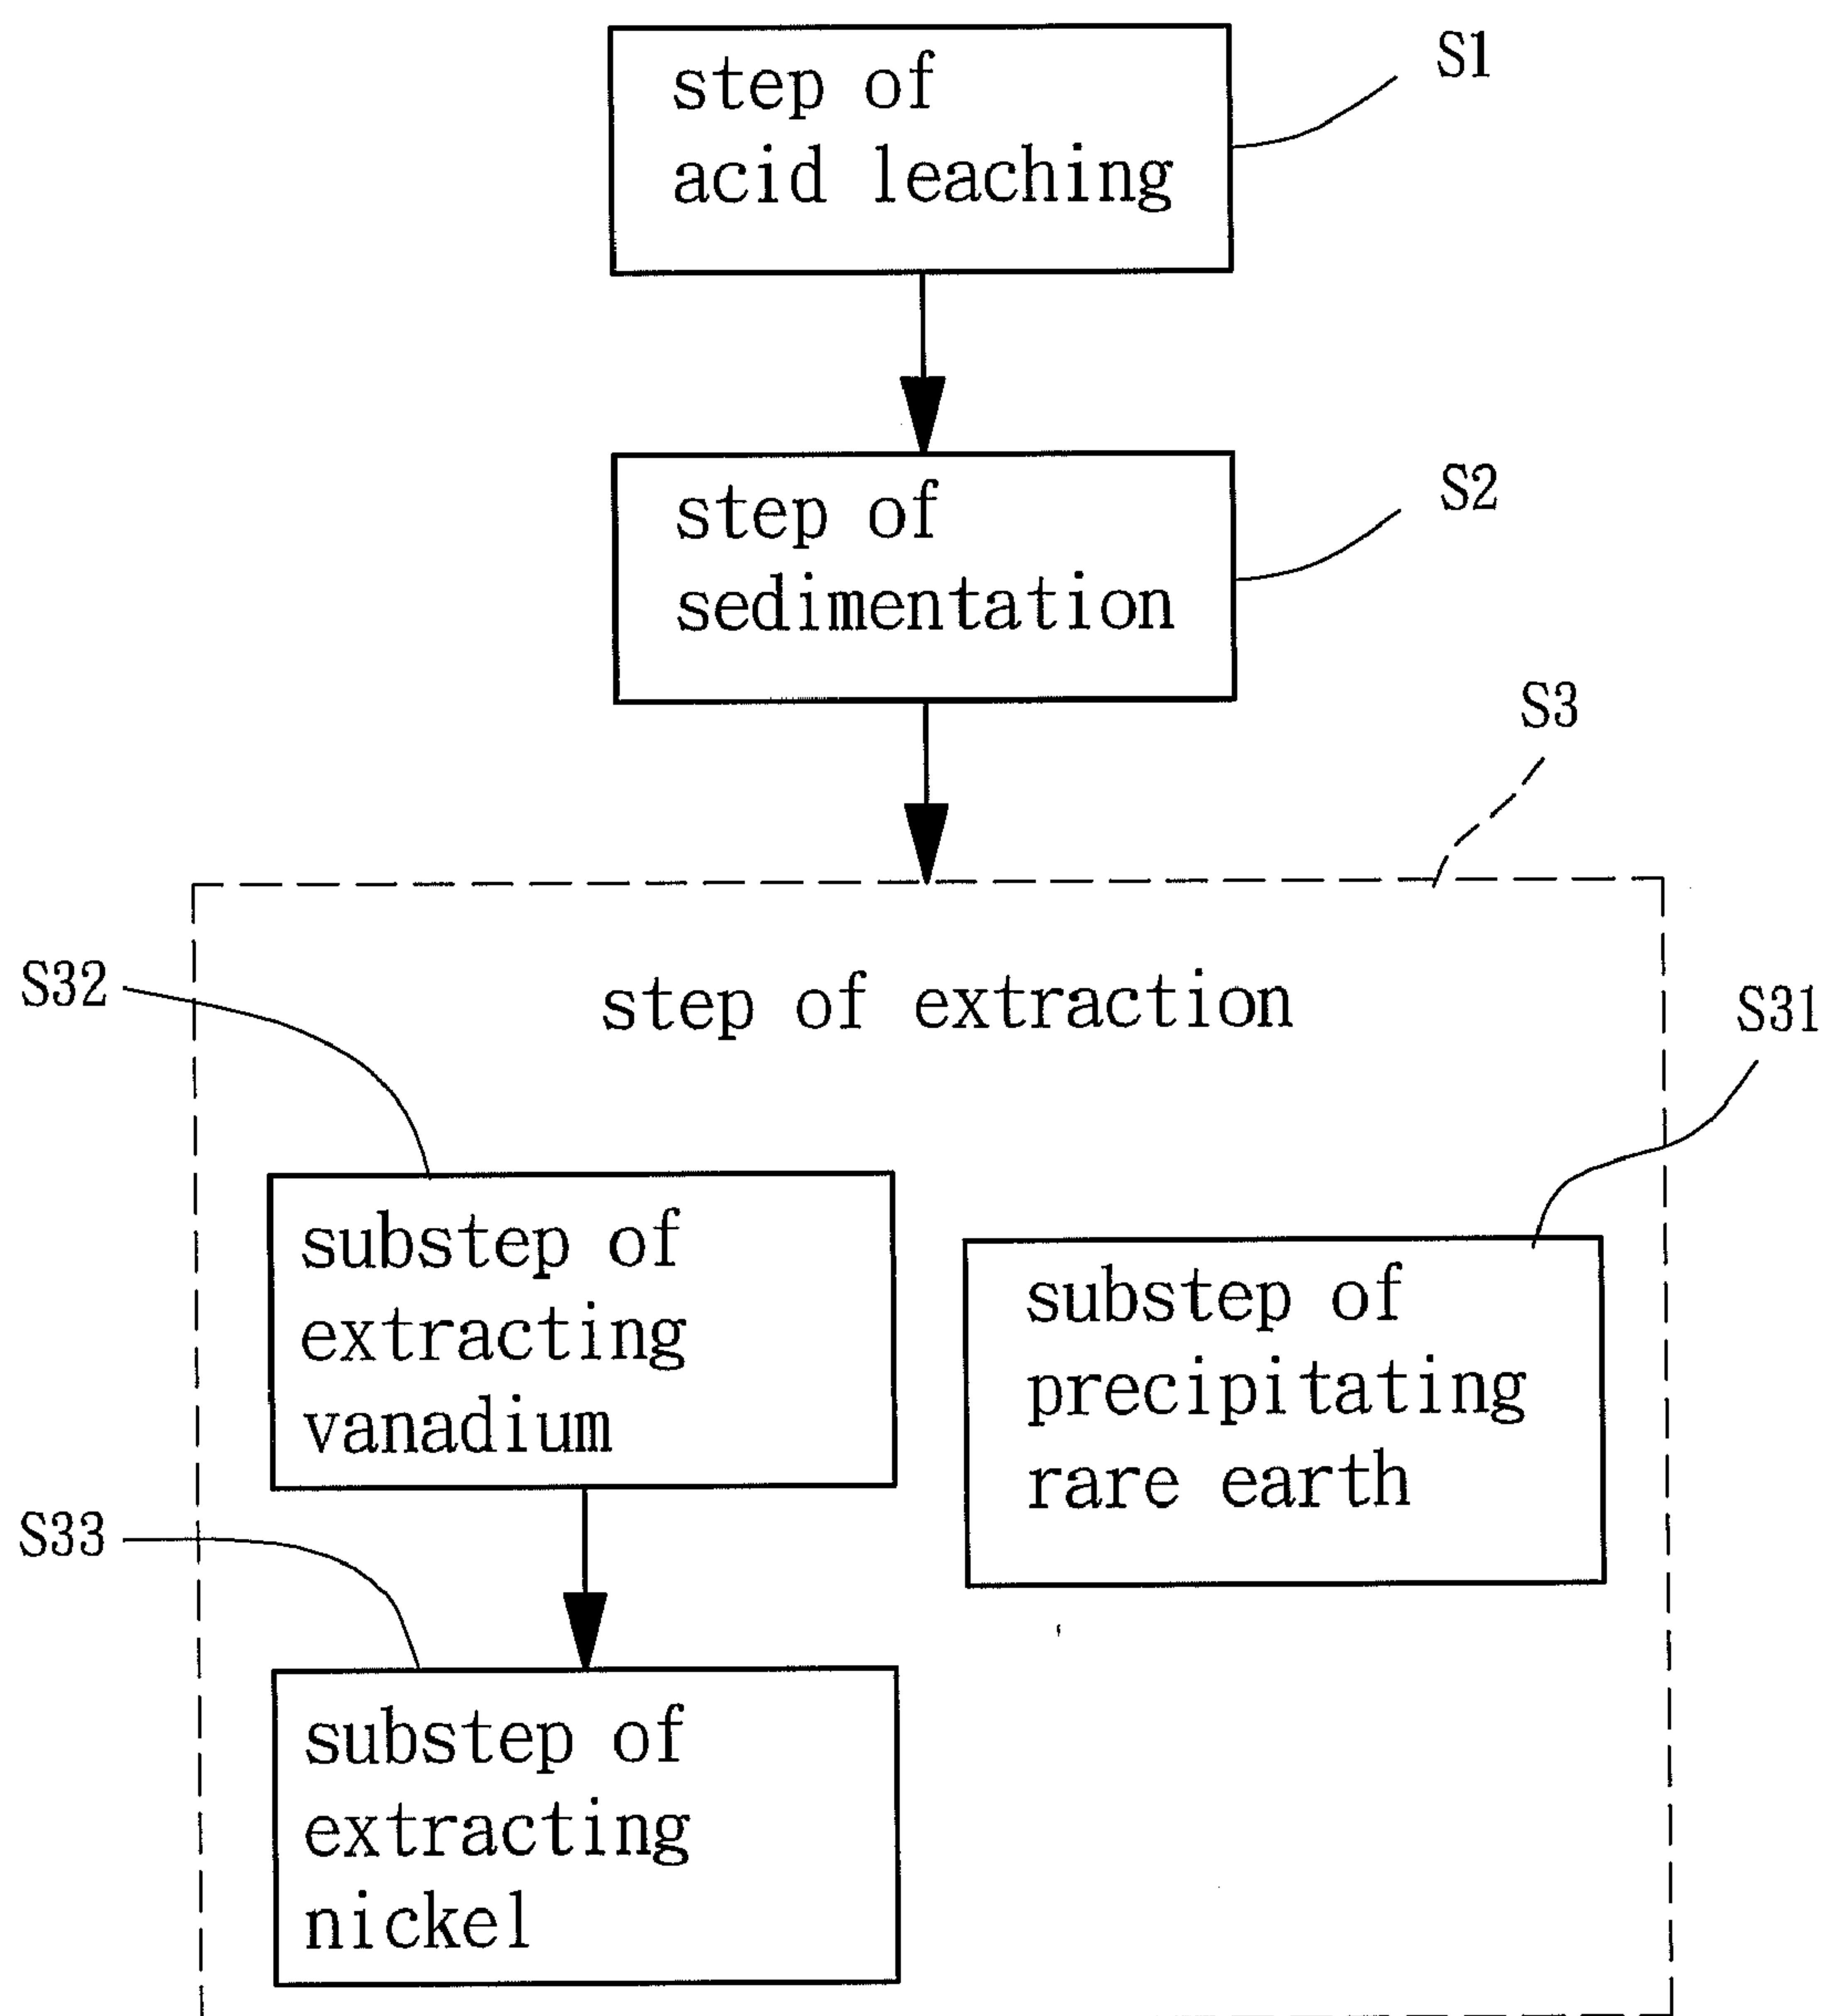 S1
step of
acid leaching
S2
step of
sedimentation
S3
step of extraction
S32
S31
substep of
extracting
vanadium
substep of
precipitating
rare earth
S33
substep of
extracting
nickel